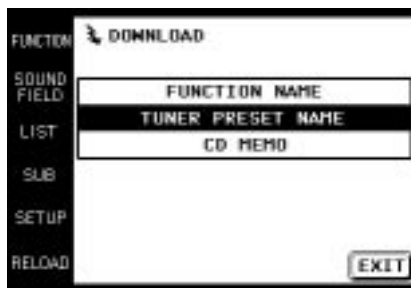 FUNCTION
DOWNLOAD
SOUND
FIELD
FUNCTION NAME
TUNER PRESET NAME
LIST
CD MEMO
SUB
SETUP
RELOAD
EXIT